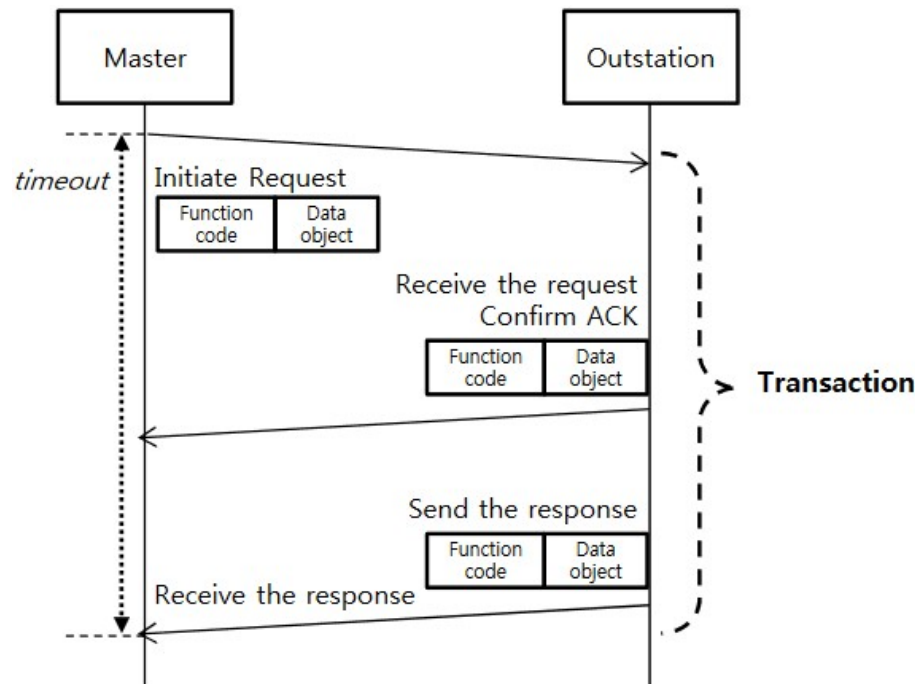 Master
Outstation
timeout
Initiate Request
Function
code
Data
object
Receive the request
Confirm ACK
Function
code
Data
object
Transaction
Send the response
Function
code
Data
object
Receive the response